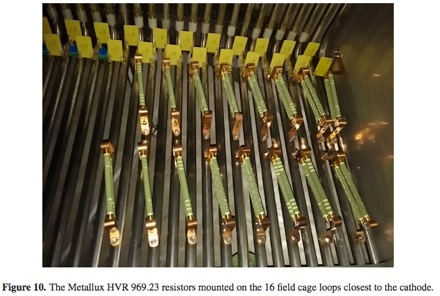 Figure 10. The Metallux HVR 969.23 resistors mounted on the 16 field cage loops closest to the cathode.